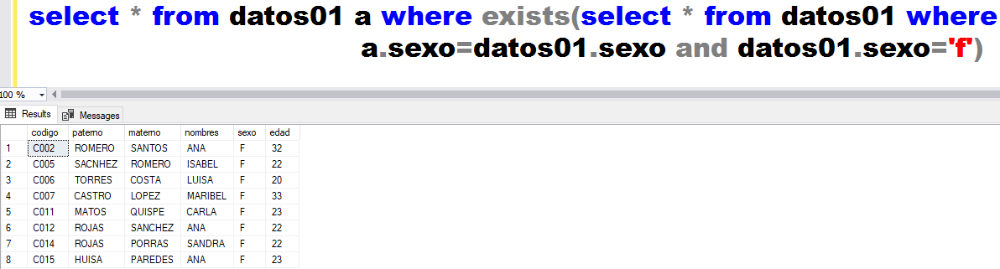 select * from datos01 a where exists(select * from datos01 where
a.sexo=datos01.sexo and datos01.sexo='f')
100 %
Results Messages
codigo paterno materno nombres sexo edad
1 C002 ROMERO SANTOS ANA F 32
2 C005 SACNHEZ ROMERO ISABEL F 22
3 C006 TORRES COSTA LUISA F 20
4 C007 CASTRO LOPEZ MARIBEL F 33
5 C011 MATOS QUISPE CARLA F 23
6 C012 ROJAS SANCHEZ ANA F 22
7 C014 ROJAS PORRAS SANDRA F 22
8 C015 HUISA PAREDES ANA F 23